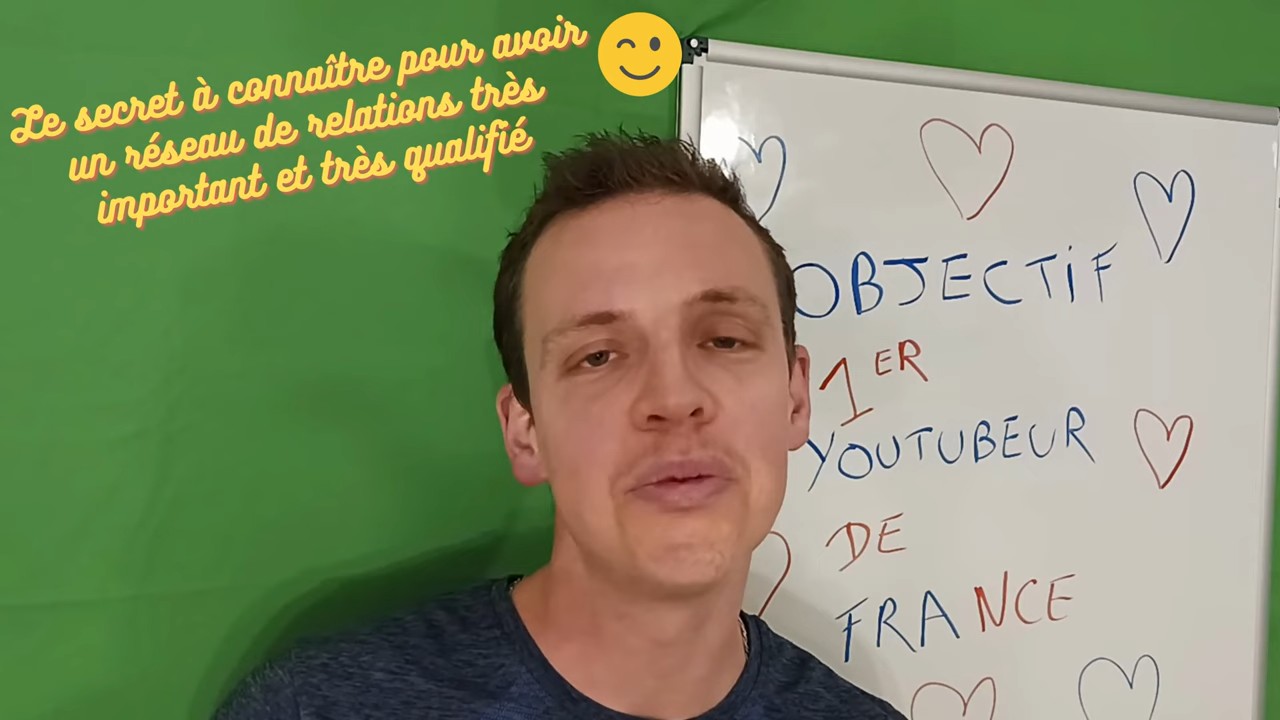 Le secret à connaître pour avoir
un réseau de relations très
important et très qualifié
OBJECTIF
1ER
YOUTUBEUR
DE
FRANCE